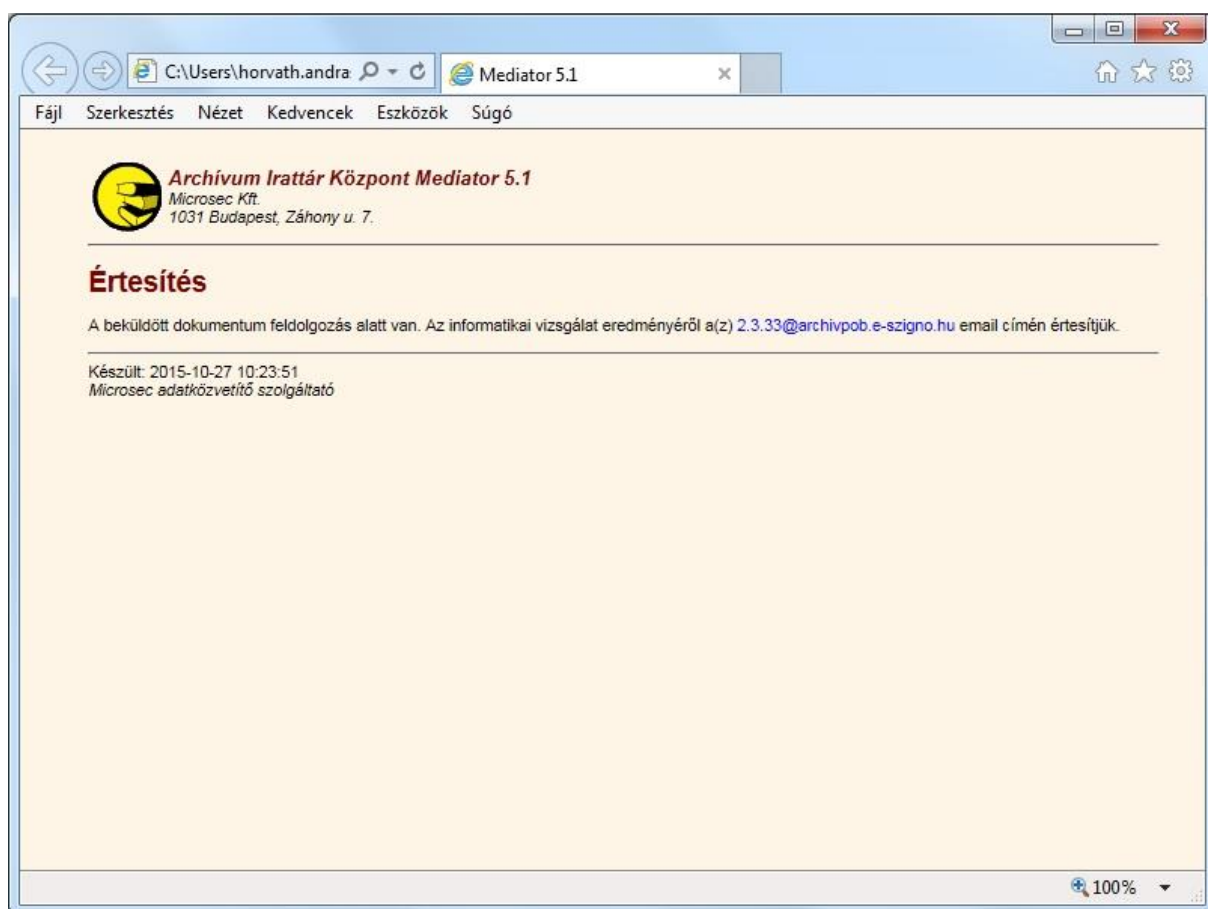 C:\Users\horvath.andra
Mediator 5.1
Fájl Szerkesztés Nézet Kedvencek Eszközök Súgó
Archívum Irattár Központ Mediator 5.1
Microsec Kft.
1031 Budapest, Záhony u. 7.
Értesítés
A beküldött dokumentum feldolgozás alatt van. Az informatikai vizsgálat eredményéről a(z) 2.3.33@archivpob.e-szigno.hu email címén értesítjük.
Készült: 2015-10-27 10:23:51
Microsec adatközvetítő szolgáltató
100%